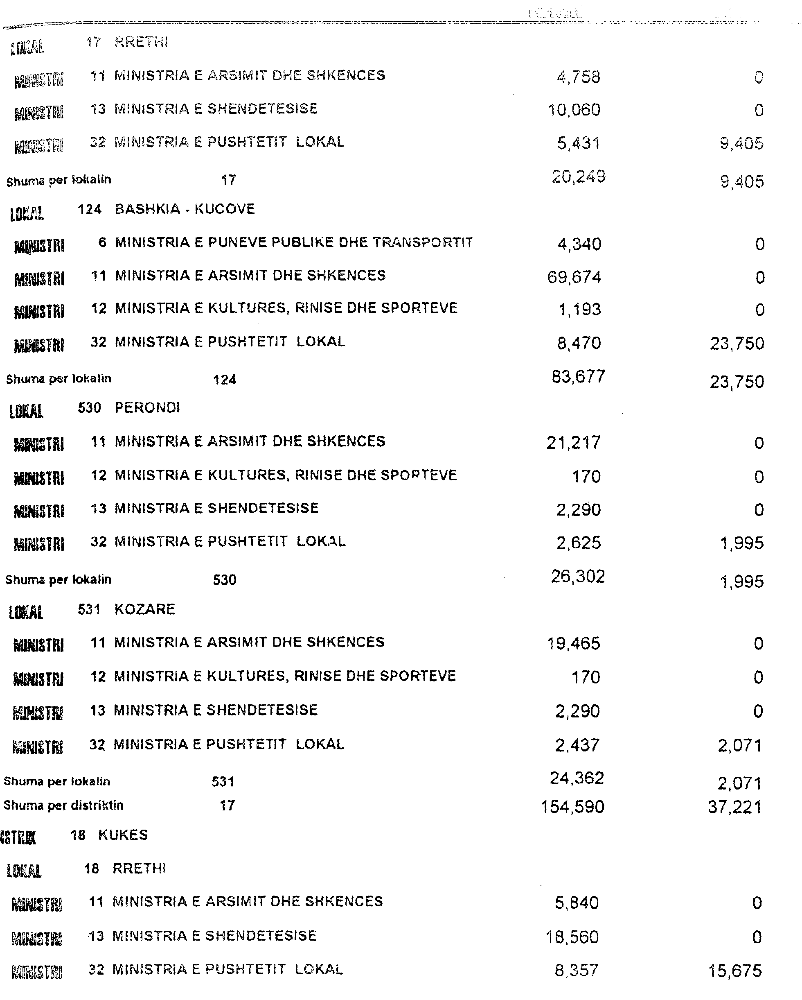 LOKAL 17 RRETHI
MINISTRI 11 MINISTRIA E ARSIMIT DHE SHKENCES 4,758 0
MINISTRI 13 MINISTRIA E SHENDETESISE 10,060 0
MINISTRI 32 MINISTRIA E PUSHTETIT LOKAL 5,431 9,405
Shuma per lokalin 17 20,249 9,405
LOKAL 124 BASHKIA - KUCOVE
MINISTRI 6 MINISTRIA E PUNEVE PUBLIKE DHE TRANSPORTIT 4,340 0
MINISTRI 11 MINISTRIA E ARSIMIT DHE SHKENCES 69,674 0
MINISTRI 12 MINISTRIA E KULTURES, RINISE DHE SPORTEVE 1,193 0
MINISTRI 32 MINISTRIA E PUSHTETIT LOKAL 8,470 23,750
Shuma per lokalin 124 83,677 23,750
LOKAL 530 PERONDI
MINISTRI 11 MINISTRIA E ARSIMIT DHE SHKENCES 21,217 0
MINISTRI 12 MINISTRIA E KULTURES, RINISE DHE SPORTEVE 170 0
MINISTRI 13 MINISTRIA E SHENDETESISE 2,290 0
MINISTRI 32 MINISTRIA E PUSHTETIT LOKAL 2,625 1,995
Shuma per lokalin 530 26,302 1,995
LOKAL 531 KOZARE
MINISTRI 11 MINISTRIA E ARSIMIT DHE SHKENCES 19,465 0
MINISTRI 12 MINISTRIA E KULTURES, RINISE DHE SPORTEVE 170 0
MINISTRI 13 MINISTRIA E SHENDETESISE 2,290 0
MINISTRI 32 MINISTRIA E PUSHTETIT LOKAL 2,437 2,071
Shuma per lokalin 531 24,362 2,071
Shuma per distriktin 17 154,590 37,221
18 KUKES
LOKAL 18 RRETHI
MINISTRI 11 MINISTRIA E ARSIMIT DHE SHKENCES 5,840 0
MINISTRI 13 MINISTRIA E SHENDETESISE 18,560 0
MINISTRI 32 MINISTRIA E PUSHTETIT LOKAL 8,357 15,675